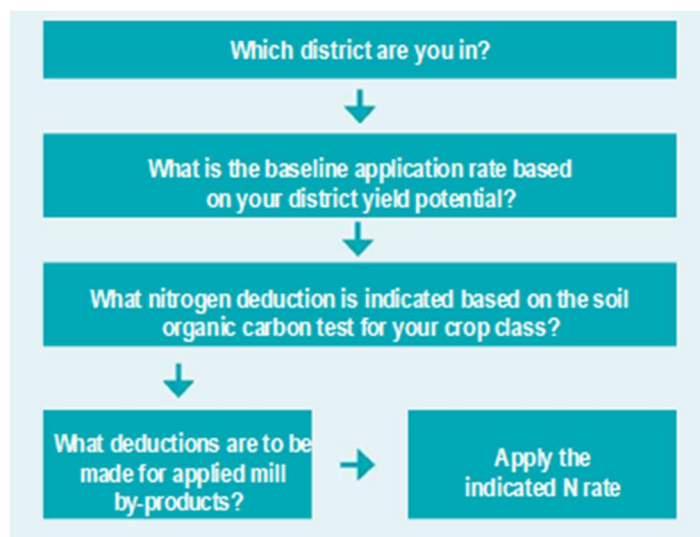 Which district are you in?
What is the baseline application rate based
on your district yield potential?
What nitrogen deduction is indicated based on the soil
organic carbon test for your crop class?
What deductions are to be
made for applied mill
by-products?
Apply the
indicated N rate